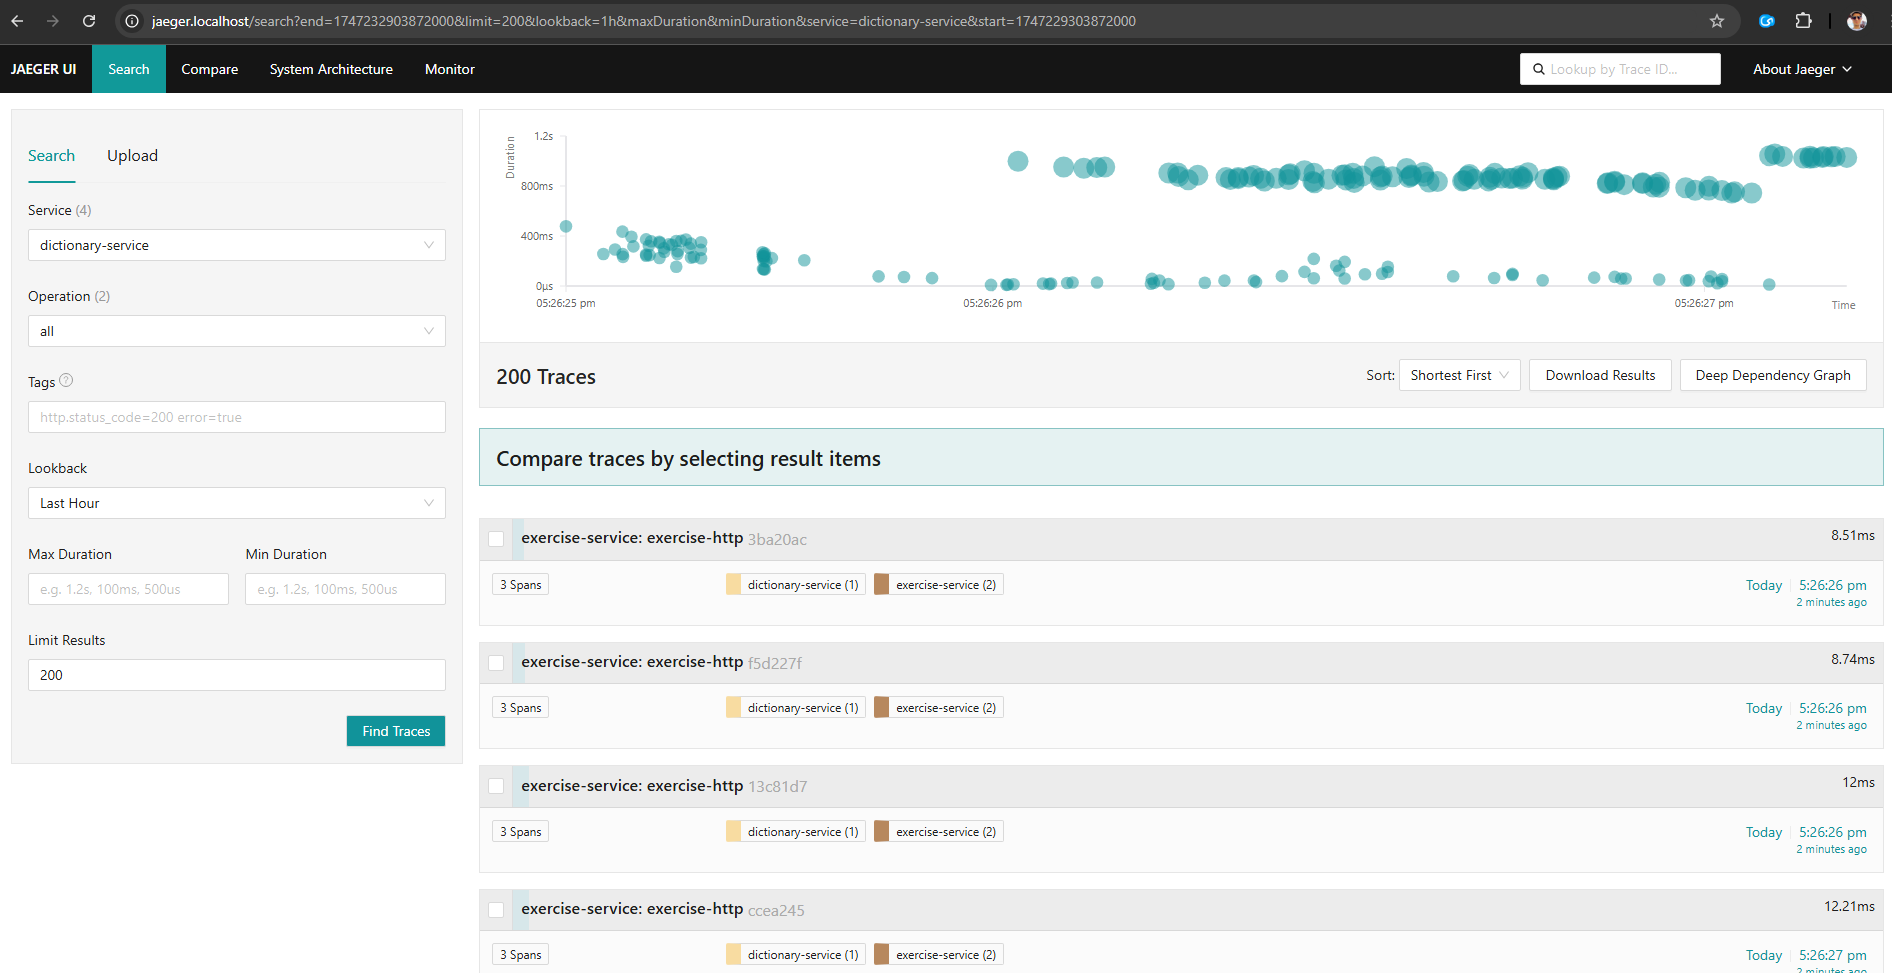 jaeger.localhost/search?end=1747232903872000&limit=200&lookback=1h&maxDuration&minDuration&service=dictionary-service&start=1747229303872000
JAEGER UI Search Compare System Architecture Monitor Lookup by Trace ID... About Jaeger
Search Upload
Service (4)
dictionary-service
Operation (2)
all
Tags ?
http.status_code=200 error=true
Lookback
Last Hour
Max Duration Min Duration
e.g. 1.2s, 100ms, 500us e.g. 1.2s, 100ms, 500us
Limit Results
200
Find Traces
Duration
1.2s
800ms
400ms
0μs
05:26:25 pm 05:26:26 pm 05:26:27 pm
Time
200 Traces Sort: Shortest First Download Results Deep Dependency Graph
Compare traces by selecting result items
exercise-service: exercise-http 3ba20ac 8.51ms
3 Spans dictionary-service (1) exercise-service (2) Today 5:26:26 pm
2 minutes ago
exercise-service: exercise-http f5d227f 8.74ms
3 Spans dictionary-service (1) exercise-service (2) Today 5:26:26 pm
2 minutes ago
exercise-service: exercise-http 13c81d7 12ms
3 Spans dictionary-service (1) exercise-service (2) Today 5:26:26 pm
2 minutes ago
exercise-service: exercise-http ccea245 12.21ms
3 Spans dictionary-service (1) exercise-service (2) Today 5:26:27 pm
2 minutes ago